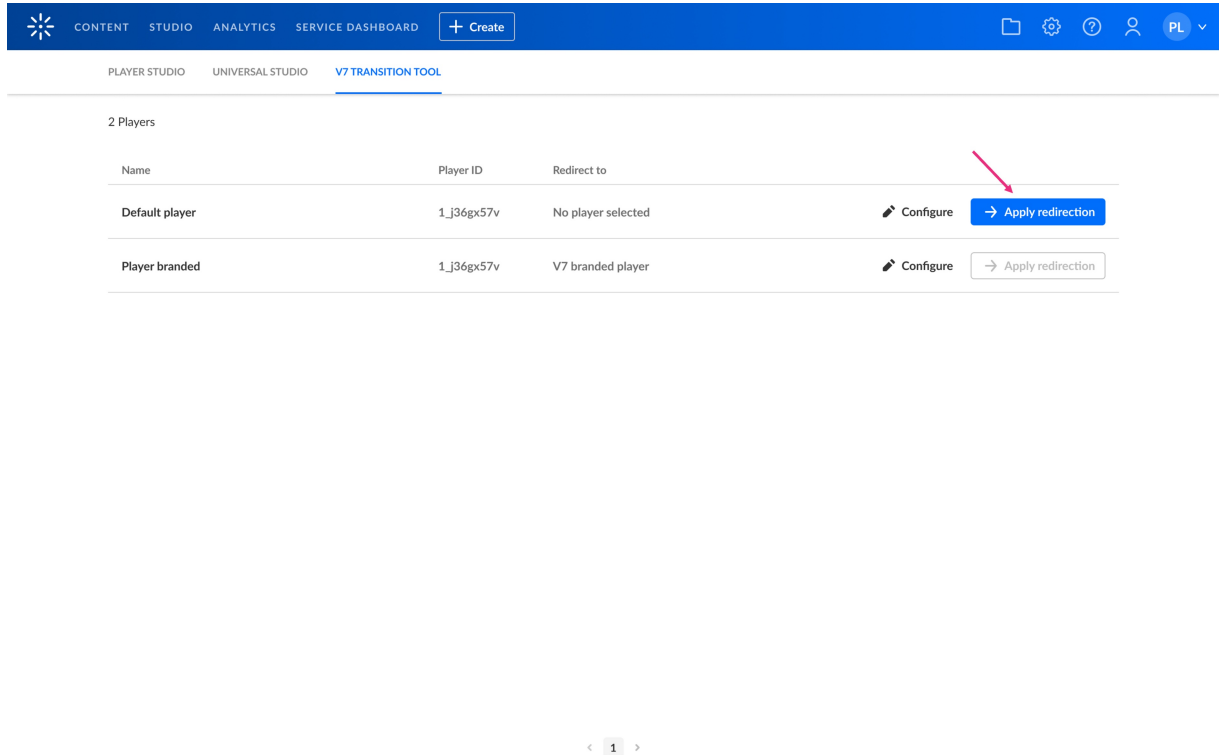 CONTENT STUDIO ANALYTICS SERVICE DASHBOARD + Create PL
PLAYER STUDIO UNIVERSAL STUDIO V7 TRANSITION TOOL
2 Players
Name Player ID Redirect to
Default player 1_j36gx57v No player selected Configure → Apply redirection
Player branded 1_j36gx57v V7 branded player Configure → Apply redirection
< 1 >